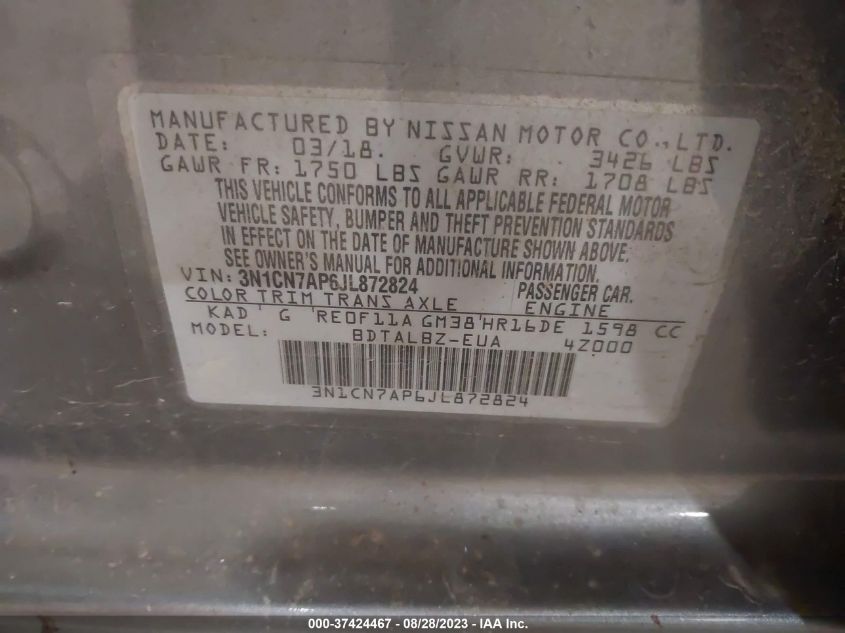 MANUFACTURED BY NISSAN MOTOR CO., LTD.
DATE: 03/18. GVWR: 3426 LBS
GAWR FR: 1750 LBS GAWR RR: 1708 LBS
THIS VEHICLE CONFORMS TO ALL APPLICABLE FEDERAL MOTOR
VEHICLE SAFETY, BUMPER AND THEFT PREVENTION STANDARDS
IN EFFECT ON THE DATE OF MANUFACTURE SHOWN ABOVE.
SEE OWNER'S MANUAL FOR ADDITIONAL INFORMATION.
VIN: 3N1CN7AP6JL872824 PASSENGER CAR.
COLOR TRIM TRANS AXLE ENGINE
KAD G RE0F11A GM38 HR16DE 1598 CC
MODEL: BDTALBZ-EUA 4Z000
3N1CN7AP6JL872824
000-37424467 - 08/28/2023 - IAA Inc.